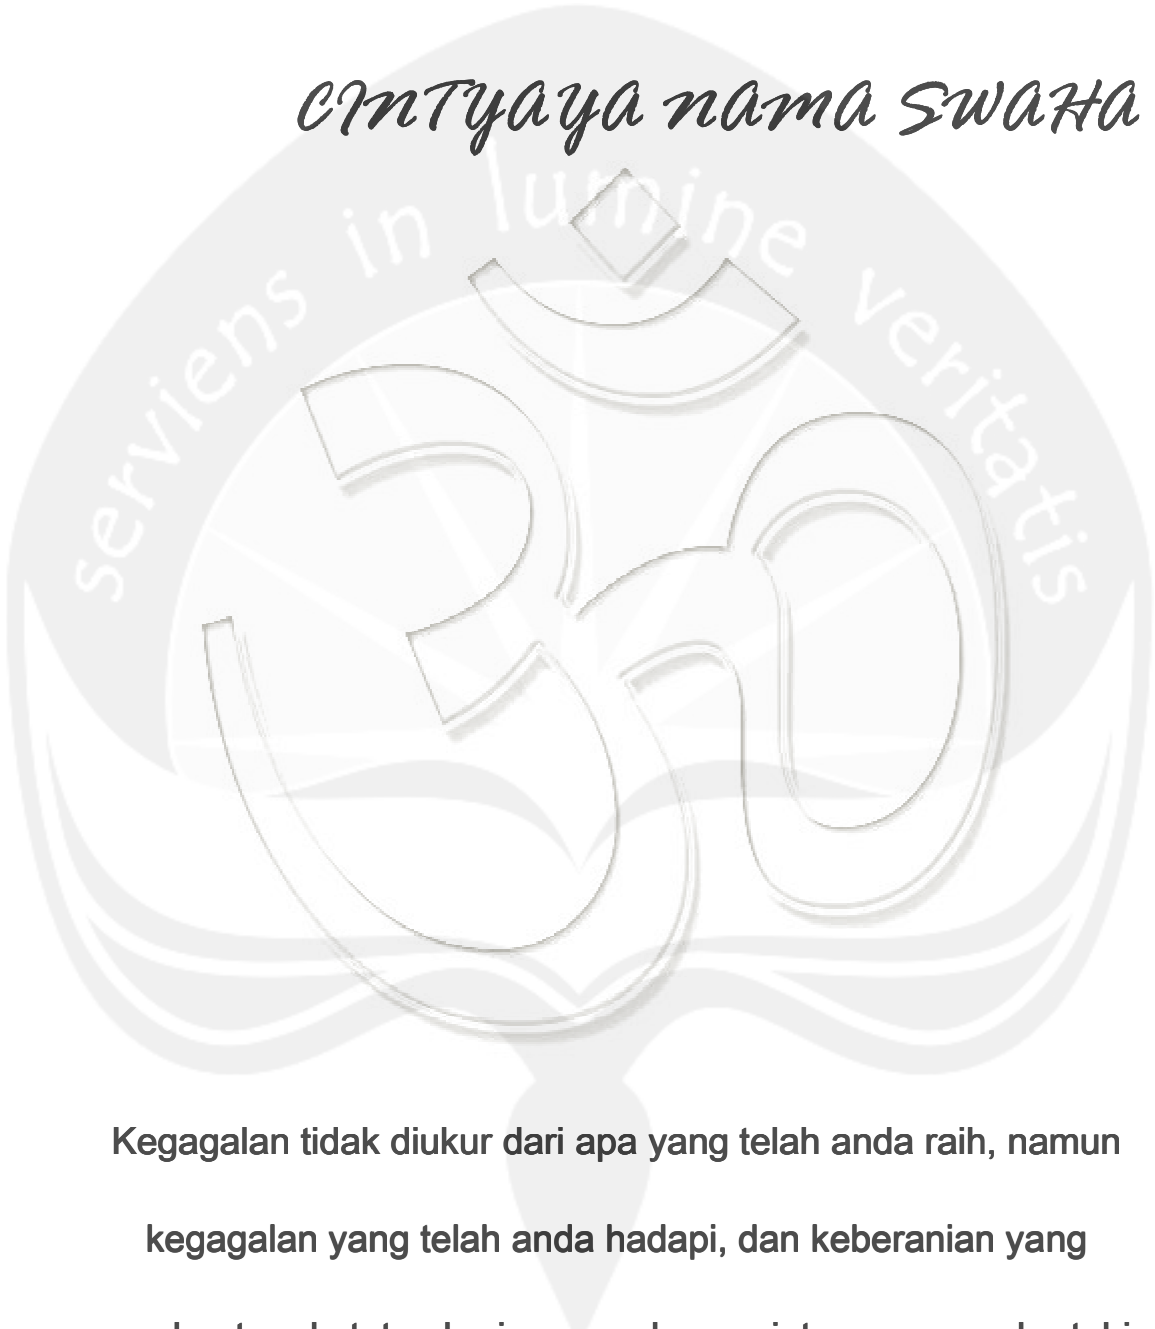 CINTYAYA NAMA SWAHA
serviens in lumine veritatis
ॐ
Kegagalan tidak diukur dari apa yang telah anda raih, namun
kegagalan yang telah anda hadapi, dan keberanian yang